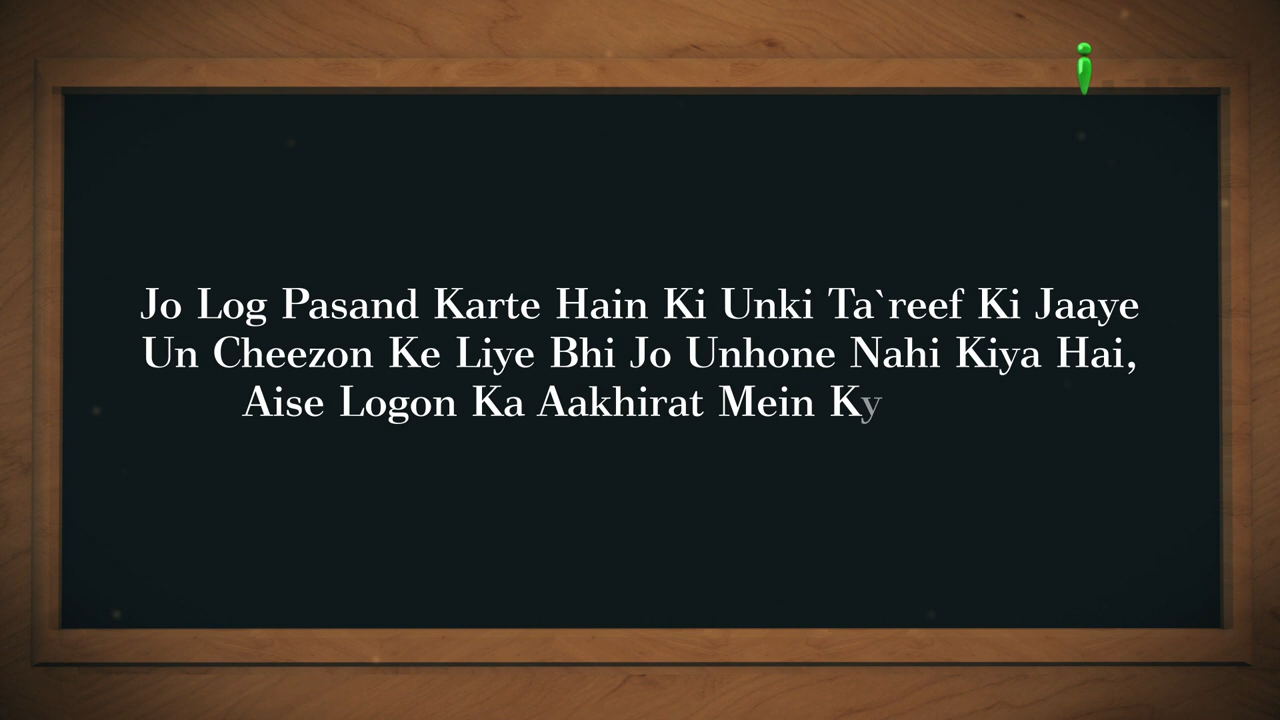 Jo Log Pasand Karte Hain Ki Unki Ta`reef Ki Jaaye
Un Cheezon Ke Liye Bhi Jo Unhone Nahi Kiya Hai,
Aise Logon Ka Aakhirat Mein Ky